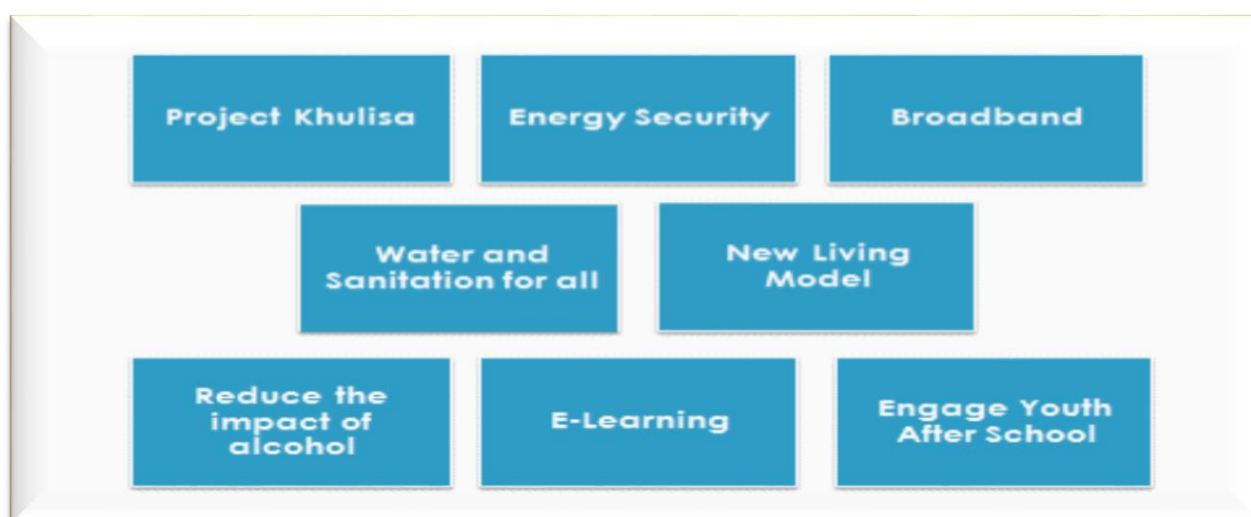 Project Khulisa
Energy Security
Broadband
Water and
Sanitation for all
New Living
Model
Reduce the
impact of
alcohol
E-Learning
Engage Youth
After School